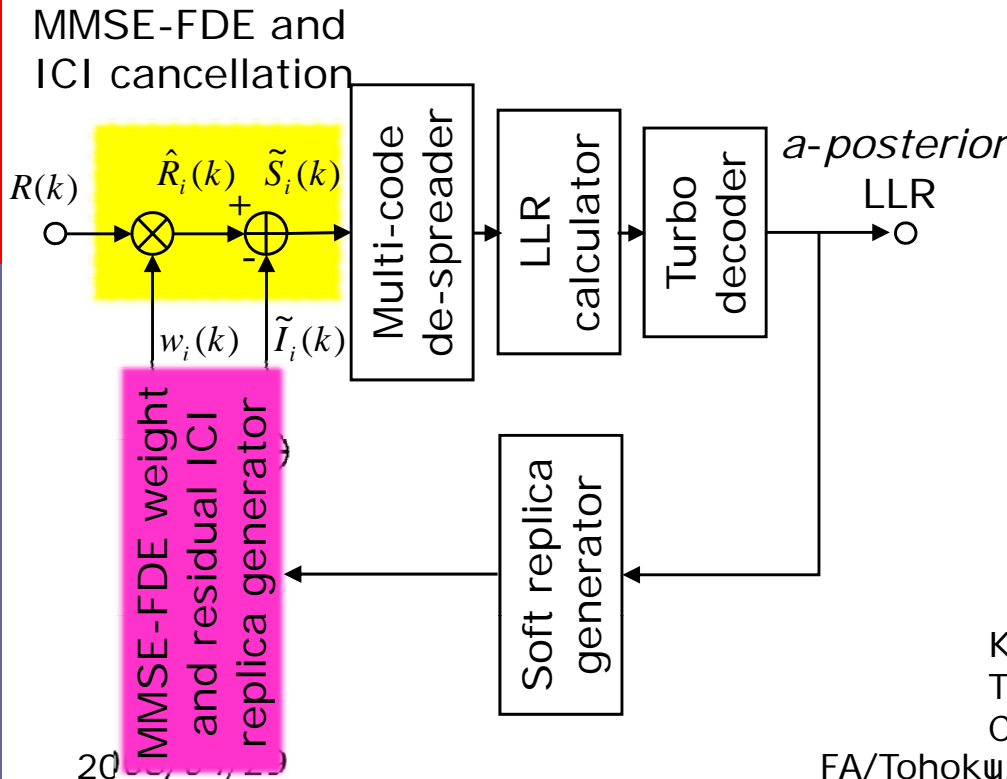 MMSE-FDE and
ICI cancellation
R(k)
R̂ᵢ(k)
S̃ᵢ(k)
+
-
wᵢ(k)
Ĩᵢ(k)
Multi-code
de-spreader
LLR
calculator
Turbo
decoder
a-posterior
LLR
MMSE-FDE weight
and residual ICI
replica generator
Soft replica
generator
K
T
FA/Tohoku